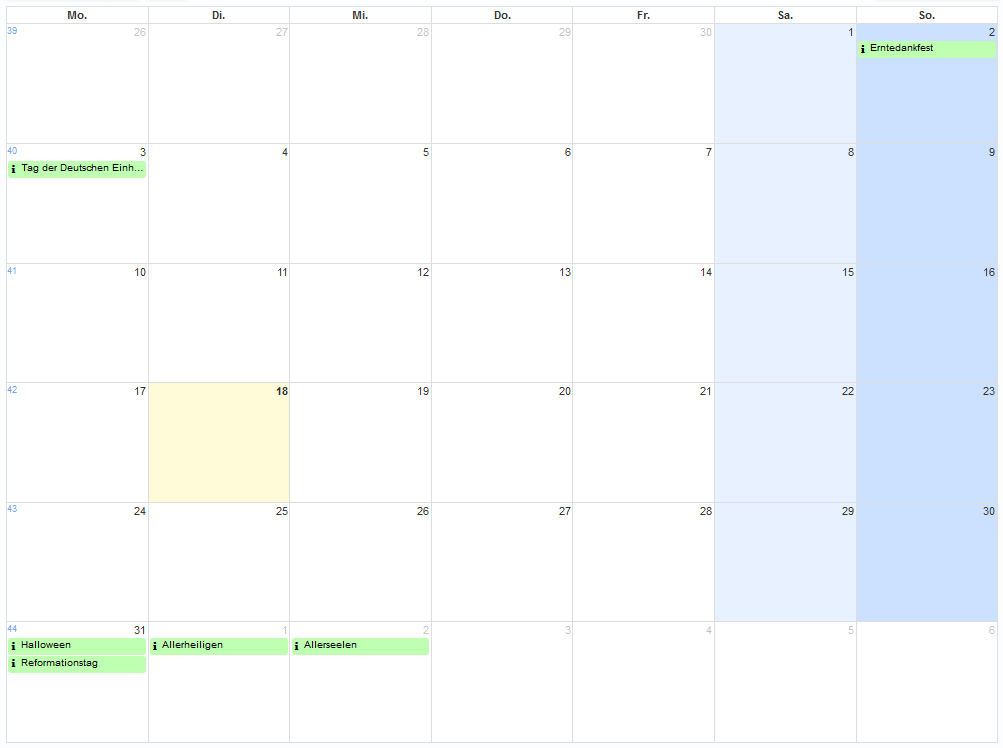 Mo. Di. Mi. Do. Fr. Sa. So.
39 26 27 28 29 30 1 2
Erntedankfest
40 3 4 5 6 7 8 9
Tag der Deutschen Einh...
41 10 11 12 13 14 15 16
42 17 18 19 20 21 22 23
43 24 25 26 27 28 29 30
44 31 1 2 3 4 5 6
Halloween Allerheiligen Allerseelen
Reformationstag